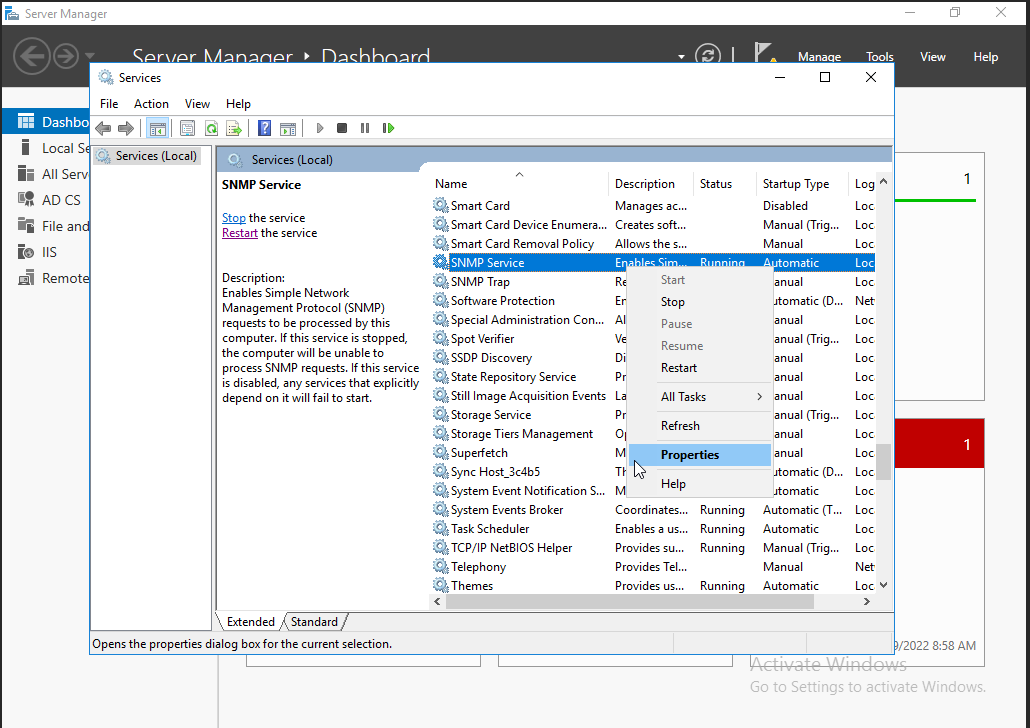 Server Manager
Server Manager Dashboard
Manage Tools View Help
Services
File Action View Help
Dashbo
Local Se
All Serv
AD CS
File and
IIS
Remote
Services (Local)
Services (Local)
SNMP Service
Stop the service
Restart the service
Description:
Enables Simple Network
Management Protocol (SNMP)
requests to be processed by this
computer. If this service is stopped,
the computer will be unable to
process SNMP requests. If this service
is disabled, any services that explicitly
depend on it will fail to start.
Name Description Status Startup Type Log
Smart Card Manages ac... Disabled Loc
Smart Card Device Enumera... Creates soft... Manual (Trig... Loc
Smart Card Removal Policy Allows the s... Manual Loc
SNMP Service Enables Sim... Running Automatic Loc
SNMP Trap Re anual Loc
Software Protection En utomatic (D... Net
Special Administration Con... Al anual Loc
Spot Verifier Ve anual (Trig... Loc
SSDP Discovery Di anual Loc
State Repository Service Pr anual Loc
Still Image Acquisition Events La anual Loc
Storage Service Pr anual (Trig... Loc
Storage Tiers Management Op anual Loc
Superfetch M anual Loc
Sync Host_3c4b5 Th utomatic (D... Loc
System Event Notification S... M utomatic Loc
System Events Broker Coordinates... Running Automatic (T... Loc
Task Scheduler Enables a us... Running Automatic Loc
TCP/IP NetBIOS Helper Provides su... Running Manual (Trig... Loc
Telephony Provides Tel... Manual Net
Themes Provides us... Running Automatic Loc
Start
Stop
Pause
Resume
Restart
All Tasks
Refresh
Properties
Help
Extended Standard
Opens the properties dialog box for the current selection.
1
1
9/2022 8:58 AM
Activate Windows
Go to Settings to activate Windows.